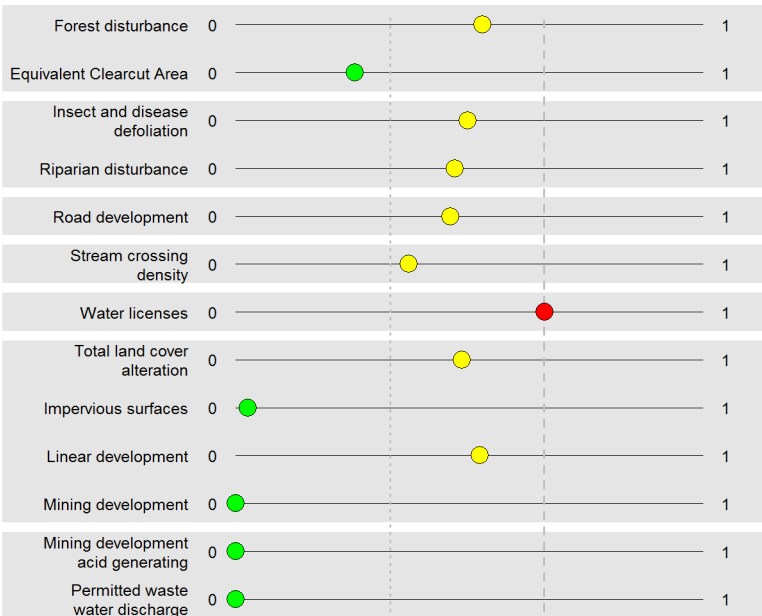 Forest disturbance 0 1
Equivalent Clearcut Area 0 1
Insect and disease
defoliation 0 1
Riparian disturbance 0 1
Road development 0 1
Stream crossing
density 0 1
Water licenses 0 1
Total land cover
alteration 0 1
Impervious surfaces 0 1
Linear development 0 1
Mining development 0 1
Mining development
acid generating 0 1
Permitted waste
water discharge 0 1